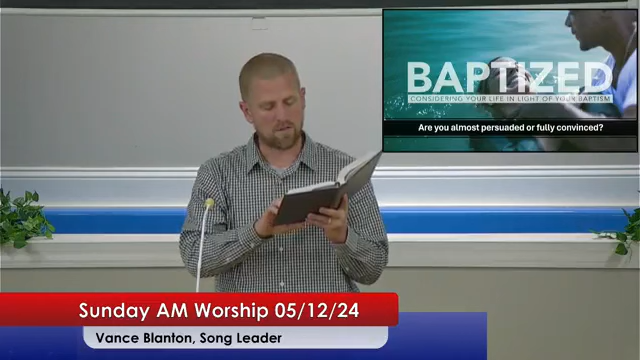 BAPTIZED
CONSIDERING YOUR LIFE IN LIGHT OF YOUR BAPTISM
Are you almost persuaded or fully convinced?
Sunday AM Worship 05/12/24
Vance Blanton, Song Leader